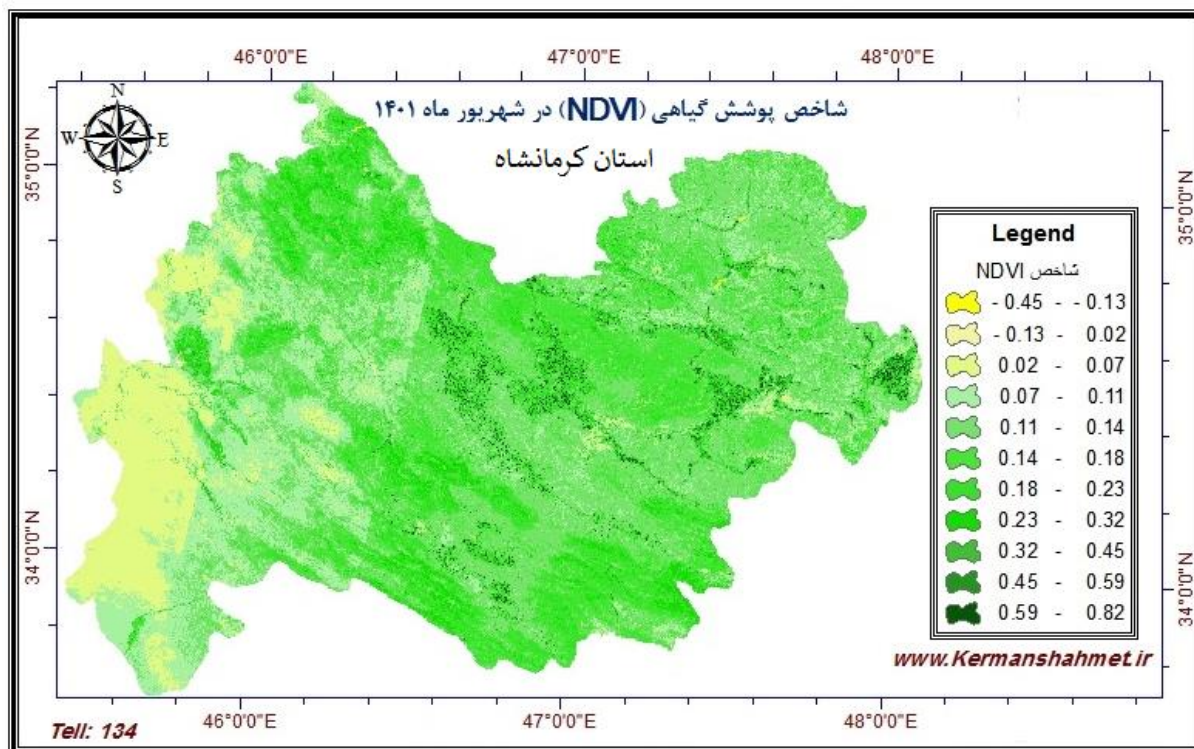 46°0'0"E 47°0'0"E 48°0'0"E
N
W E
S
شاخص پوشش گیاهی (NDVI) در شهریور ماه ۱۴۰۱
استان کرمانشاه
35°0'0"N
35°0'0"N
Legend
شاخص NDVI
- 0.45 - - 0.13
- 0.13 - 0.02
0.02 - 0.07
0.07 - 0.11
0.11 - 0.14
0.14 - 0.18
0.18 - 0.23
0.23 - 0.32
0.32 - 0.45
0.45 - 0.59
0.59 - 0.82
34°0'0"N
34°0'0"N
www.Kermanshahmet.ir
46°0'0"E 47°0'0"E 48°0'0"E
Tell: 134